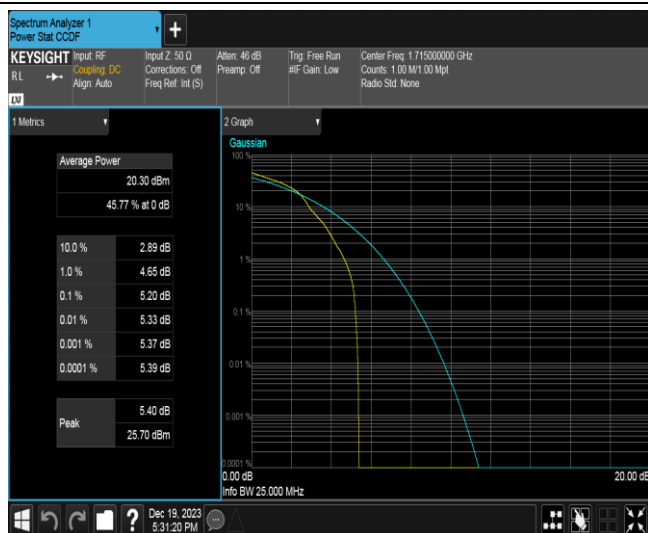 Spectrum Analyzer 1
Power Stat CCDF
+
KEYSIGHT
RL
LXI
Input: RF
Coupling: DC
Align: Auto
Input Z: 50 Ω
Corrections: Off
Freq Ref: Int (S)
Atten: 46 dB
Preamp: Off
Trig: Free Run
#IF Gain: Low
Center Freq: 1.715000000 GHz
Counts: 1.00 M/1.00 Mpt
Radio Std: None
1 Metrics
Average Power
20.30 dBm
45.77 % at 0 dB
10.0 % 2.89 dB
1.0 % 4.65 dB
0.1 % 5.20 dB
0.01 % 5.33 dB
0.001 % 5.37 dB
0.0001 % 5.39 dB
Peak
5.40 dB
25.70 dBm
2 Graph
Gaussian
100 %
10 %
1 %
0.1 %
0.01 %
0.001 %
0.0001 %
0.00 dB
20.00 dB
Info BW 25.000 MHz
?
Dec 19, 2023
5:31:20 PM